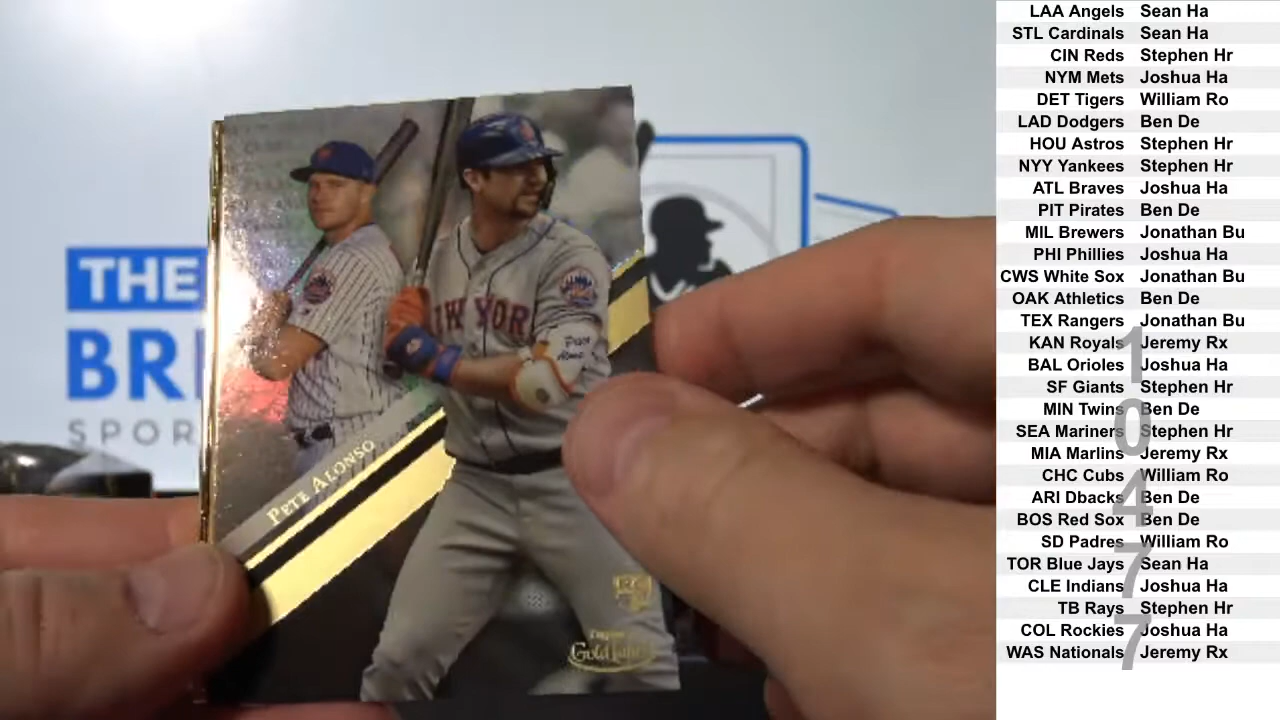 THE
BR
SPOR
NEW YORK
PETE ALONSO
RC
Topps
Gold Label
LAA Angels Sean Ha
STL Cardinals Sean Ha
CIN Reds Stephen Hr
NYM Mets Joshua Ha
DET Tigers William Ro
LAD Dodgers Ben De
HOU Astros Stephen Hr
NYY Yankees Stephen Hr
ATL Braves Joshua Ha
PIT Pirates Ben De
MIL Brewers Jonathan Bu
PHI Phillies Joshua Ha
CWS White Sox Jonathan Bu
OAK Athletics Ben De
TEX Rangers Jonathan Bu
KAN Royals Jeremy Rx
BAL Orioles Joshua Ha
SF Giants Stephen Hr
MIN Twins Ben De
SEA Mariners Stephen Hr
MIA Marlins Jeremy Rx
CHC Cubs William Ro
ARI Dbacks Ben De
BOS Red Sox Ben De
SD Padres William Ro
TOR Blue Jays Sean Ha
CLE Indians Joshua Ha
TB Rays Stephen Hr
COL Rockies Joshua Ha
WAS Nationals Jeremy Rx
10477